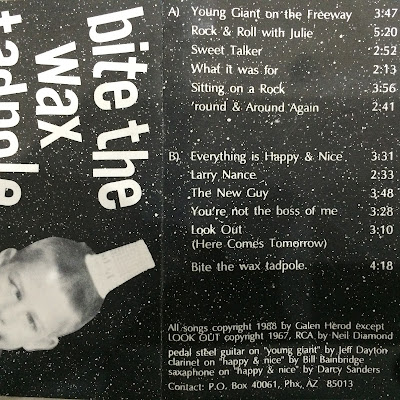 bite the
wax
tadpole
A) Young Giant on the Freeway 3:47
Rock & Roll with Julie 5:20
Sweet Talker 2:52
What it was for 2:13
Sitting on a Rock 3:56
'round & Around Again 2:41
B) Everything is Happy & Nice 3:31
Larry Nance 2:33
The New Guy 3:48
You're not the boss of me 3:28
Look Out 3:10
(Here Comes Tomorrow)
Bite the wax tadpole. 4:18
All songs copyright 1988 by Galen Herod except
LOOK OUT copyright 1967, RCA by Neil Diamond
pedal steel guitar on "young giant" by Jeff Dayton
clarinet on "happy & nice" by Bill Bainbridge
saxaphone on "happy & nice" by Darcy Sanders
Contact: P.O. Box 40061, Phx, AZ 85013